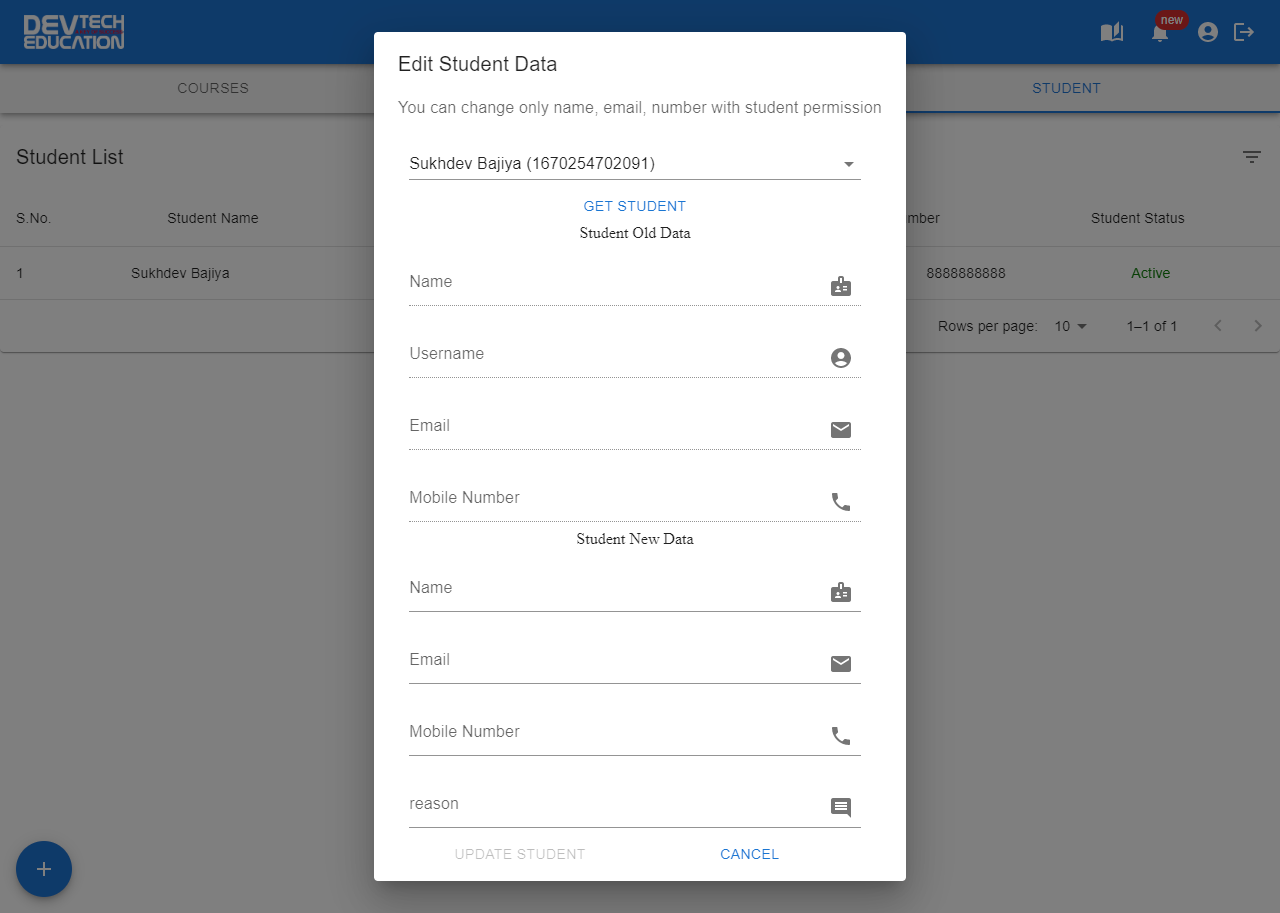 DEVTECH
EDUCATION
new
COURSES
STUDENT
Student List
S.No.
Student Name
mber
Student Status
1
Sukhdev Bajiya
8888888888
Active
Rows per page:
10
1–1 of 1
Edit Student Data
You can change only name, email, number with student permission
Sukhdev Bajiya (1670254702091)
GET STUDENT
Student Old Data
Name
Username
Email
Mobile Number
Student New Data
Name
Email
Mobile Number
reason
UPDATE STUDENT
CANCEL